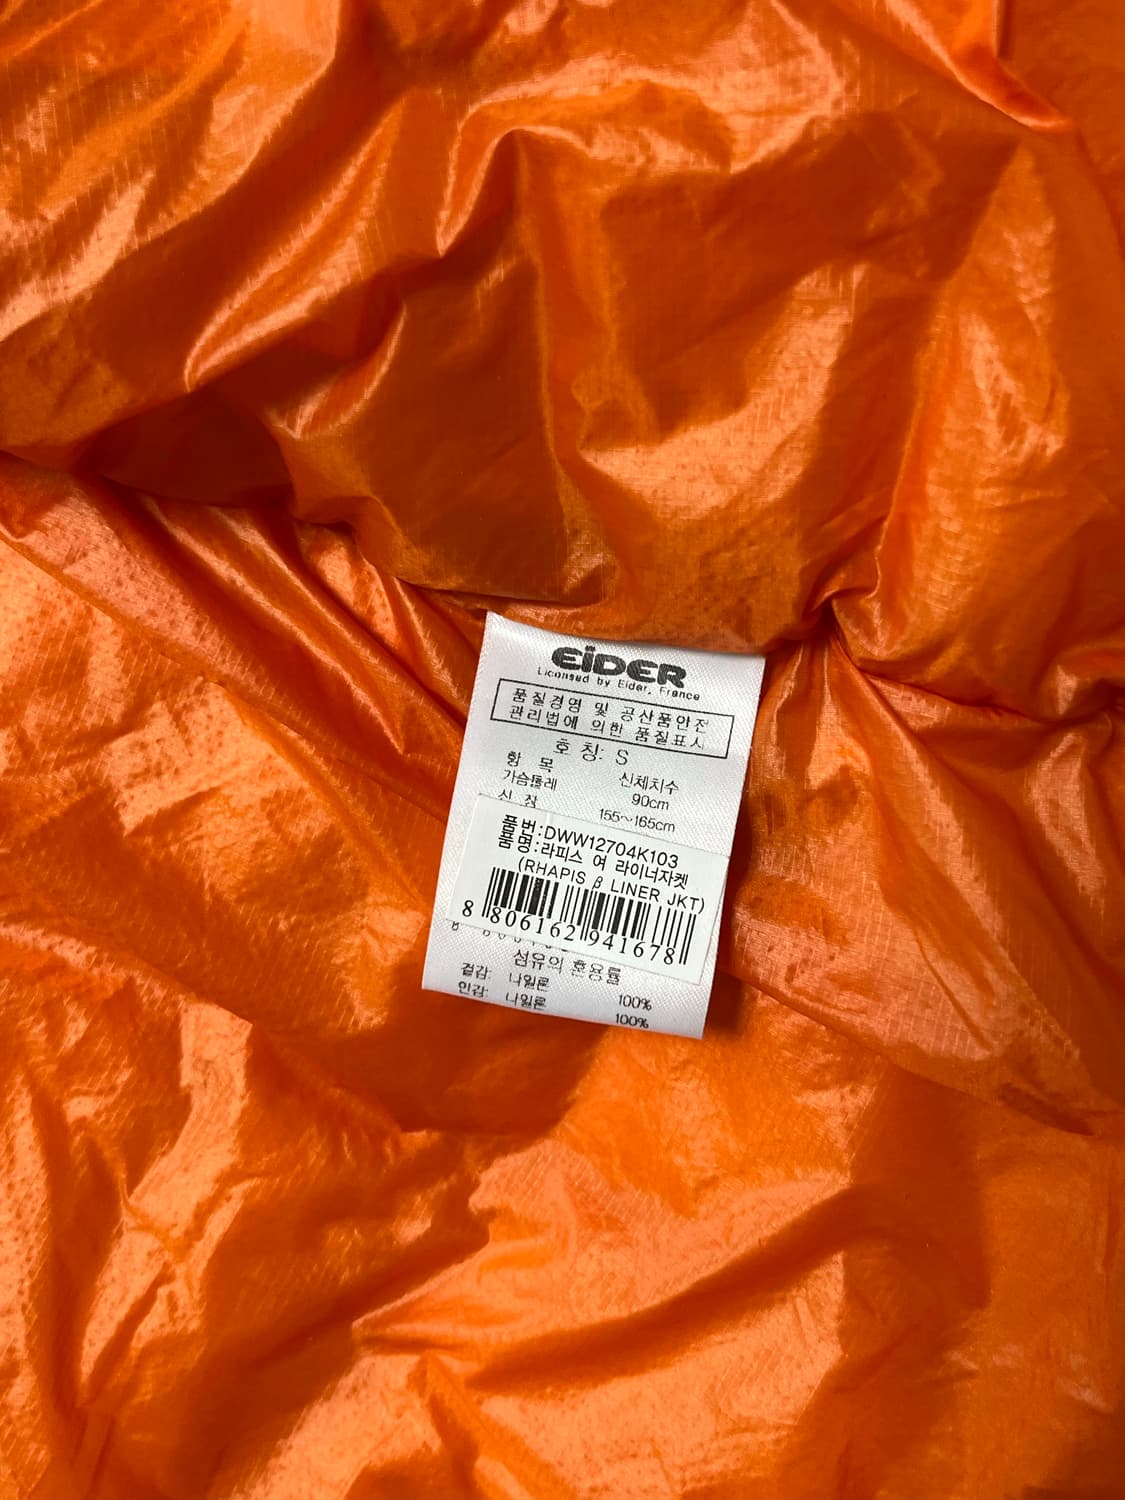 EiDER
Licensed by Eider, France
품질경영 및 공산품안전
관리법에 의한 품질표시
호 칭: S
항 목 신체치수
가슴둘레 90cm
신 장 155~165cm
품번:DWW12704K103
품명:라피스 여 라이너자켓
(RHAPIS β LINER JKT)
8 806162 941678
섬유의 혼용률
겉감: 나일론 100%
안감: 나일론 100%